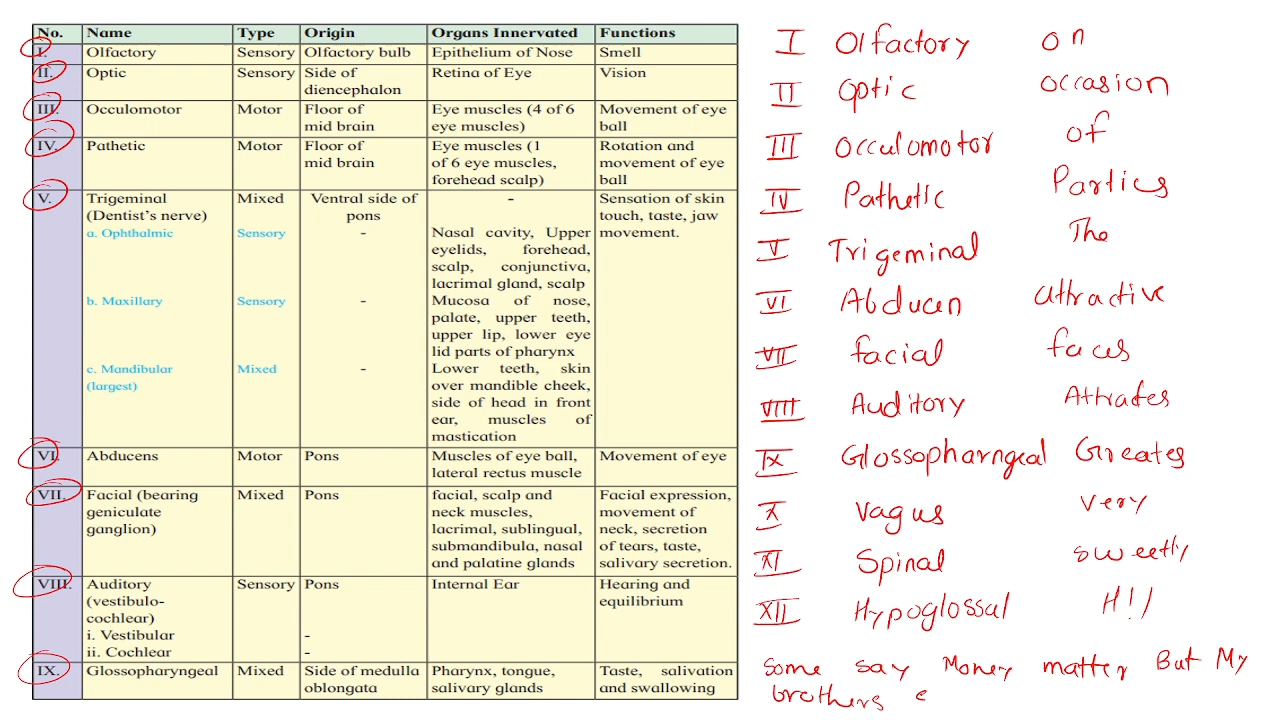 No. Name Type Origin Organs Innervated Functions
I. Olfactory Sensory Olfactory bulb Epithelium of Nose Smell
II. Optic Sensory Side of Retina of Eye Vision
diencephalon
III. Occulomotor Motor Floor of Eye muscles (4 of 6 Movement of eye
mid brain eye muscles) ball
IV. Pathetic Motor Floor of Eye muscles (1 Rotation and
mid brain of 6 eye muscles, movement of eye
forehead scalp) ball
V. Trigeminal Mixed Ventral side of - Sensation of skin
(Dentist's nerve) pons touch, taste, jaw
a. Ophthalmic Sensory - Nasal cavity, Upper movement.
eyelids, forehead,
scalp, conjunctiva,
lacrimal gland, scalp
b. Maxillary Sensory - Mucosa of nose,
palate, upper teeth,
upper lip, lower eye
lid parts of pharynx
c. Mandibular Mixed - Lower teeth, skin
(largest) over mandible cheek,
side of head in front
ear, muscles of
mastication
VI. Abducens Motor Pons Muscles of eye ball, Movement of eye
lateral rectus muscle
VII. Facial (bearing Mixed Pons facial, scalp and Facial expression,
geniculate neck muscles, movement of
ganglion) lacrimal, sublingual, neck, secretion
submandibula, nasal of tears, taste,
and palatine glands salivary secretion.
VIII. Auditory Sensory Pons Internal Ear Hearing and
(vestibulo- equilibrium
cochlear)
i. Vestibular -
ii. Cochlear -
IX. Glossopharyngeal Mixed Side of medulla Pharynx, tongue, Taste, salivation
oblongata salivary glands and swallowing
I Olfactory on
II Optic occasion
III Occulomotor of
IV Pathetic Parties
V Trigeminal The
VI Abducen attractive
VII facial faces
VIII Auditory Attrates
IX Glossopharngeal Greates
X Vagus very
XI Spinal sweetly
XII Hypoglossal H!!
some say Money matter But My
brothers